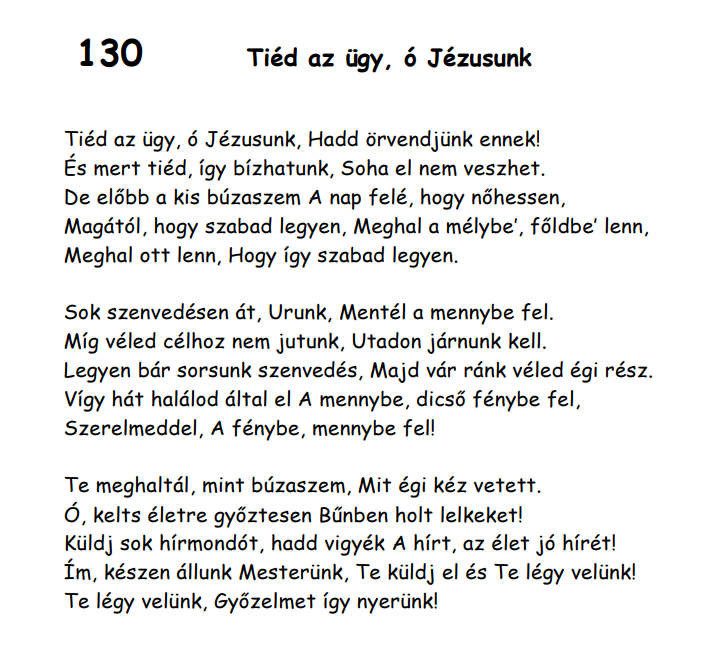 130 Tiéd az ügy, ó Jézusunk
Tiéd az ügy, ó Jézusunk, Hadd örvendjünk ennek!
És mert tiéd, így bízhatunk, Soha el nem veszhet.
De előbb a kis búzaszem A nap felé, hogy nőhessen,
Magától, hogy szabad legyen, Meghal a mélybe’, főldbe’ lenn,
Meghal ott lenn, Hogy így szabad legyen.
Sok szenvedésen át, Urunk, Mentél a mennybe fel.
Míg véled célhoz nem jutunk, Utadon járnunk kell.
Legyen bár sorsunk szenvedés, Majd vár ránk véled égi rész.
Vígy hát halálod által el A mennybe, dicső fénybe fel,
Szerelmeddel, A fénybe, mennybe fel!
Te meghaltál, mint búzaszem, Mit égi kéz vetett.
Ó, kelts életre győztesen Bűnben holt lelkeket!
Küldj sok hírmondót, hadd vigyék A hírt, az élet jó hírét!
Ím, készen állunk Mesterünk, Te küldj el és Te légy velünk!
Te légy velünk, Győzelmet így nyerünk!